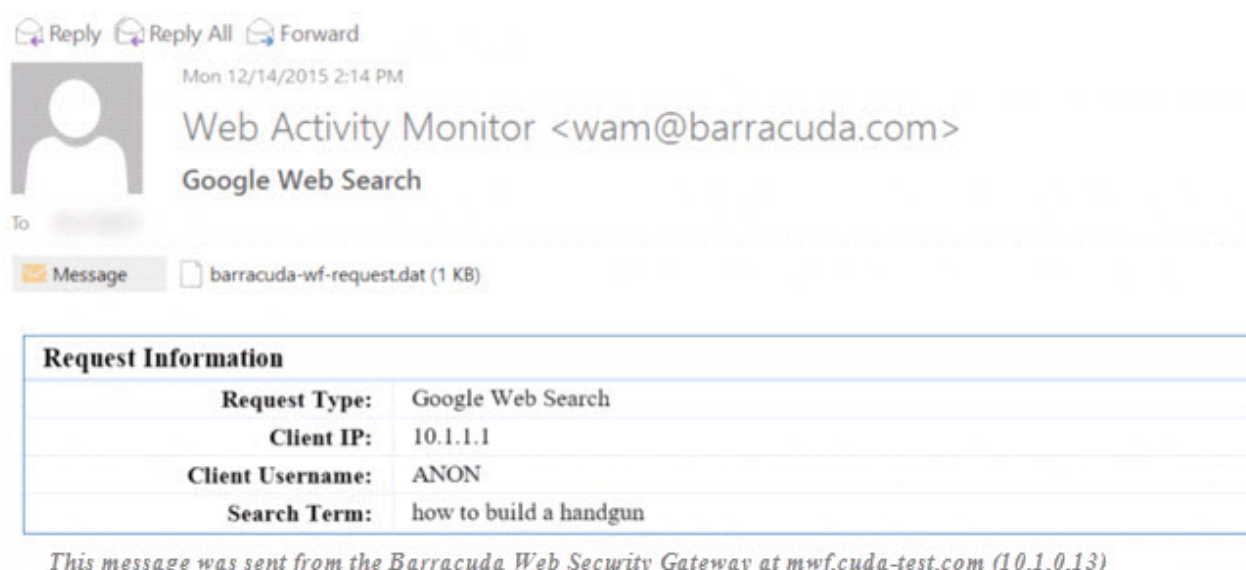 Reply Reply All Forward
Mon 12/14/2015 2:14 PM
Web Activity Monitor <wam@barracuda.com>
Google Web Search
To
Message barracuda-wf-request.dat (1 KB)
Request Information
Request Type: Google Web Search
Client IP: 10.1.1.1
Client Username: ANON
Search Term: how to build a handgun
This message was sent from the Barracuda Web Security Gateway at mwf.cuda-test.com (10.1.0.13)